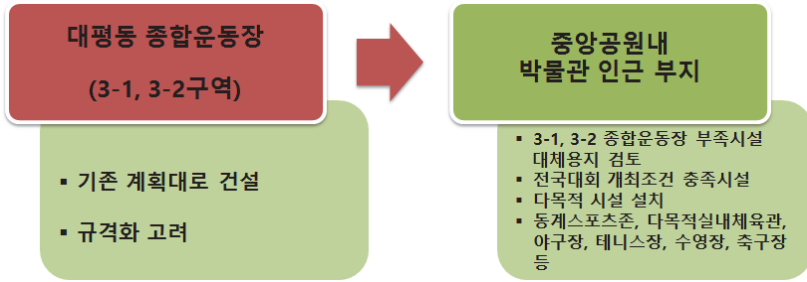 대평동 종합운동장
(3-1, 3-2구역)
▪ 기존 계획대로 건설
▪ 규격화 고려
중앙공원내
박물관 인근 부지
▪ 3-1, 3-2 종합운동장 부족시설
대체용지 검토
▪ 전국대회 개최조건 충족시설
▪ 다목적 시설 설치
▪ 동계스포츠존, 다목적실내체육관,
야구장, 테니스장, 수영장, 축구장
등